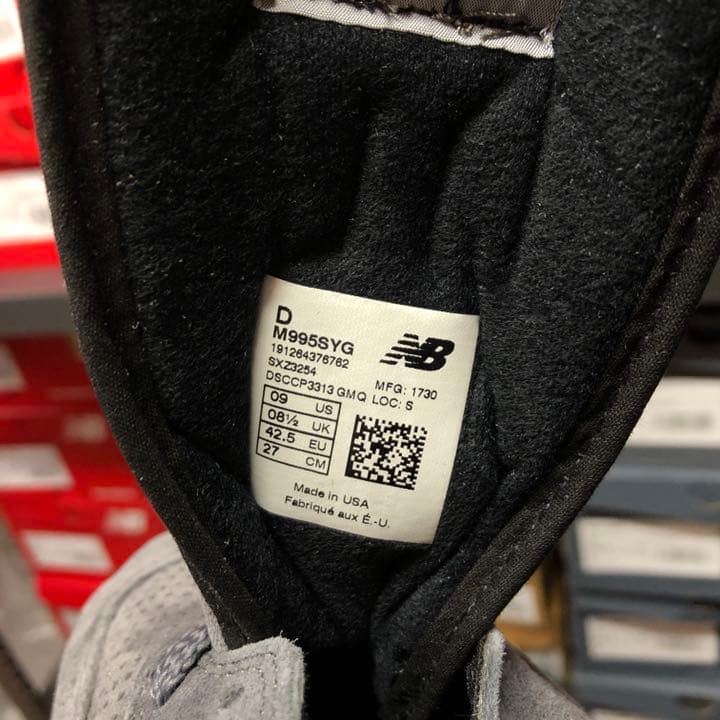 D
M995SYG
191264376762
SXZ3254
MFG: 1730
DSCCP3313 GMQ LOC: S
09 US
08½ UK
42.5 EU
27 CM
NB
Made in USA
Fabriqué aux É.-U.